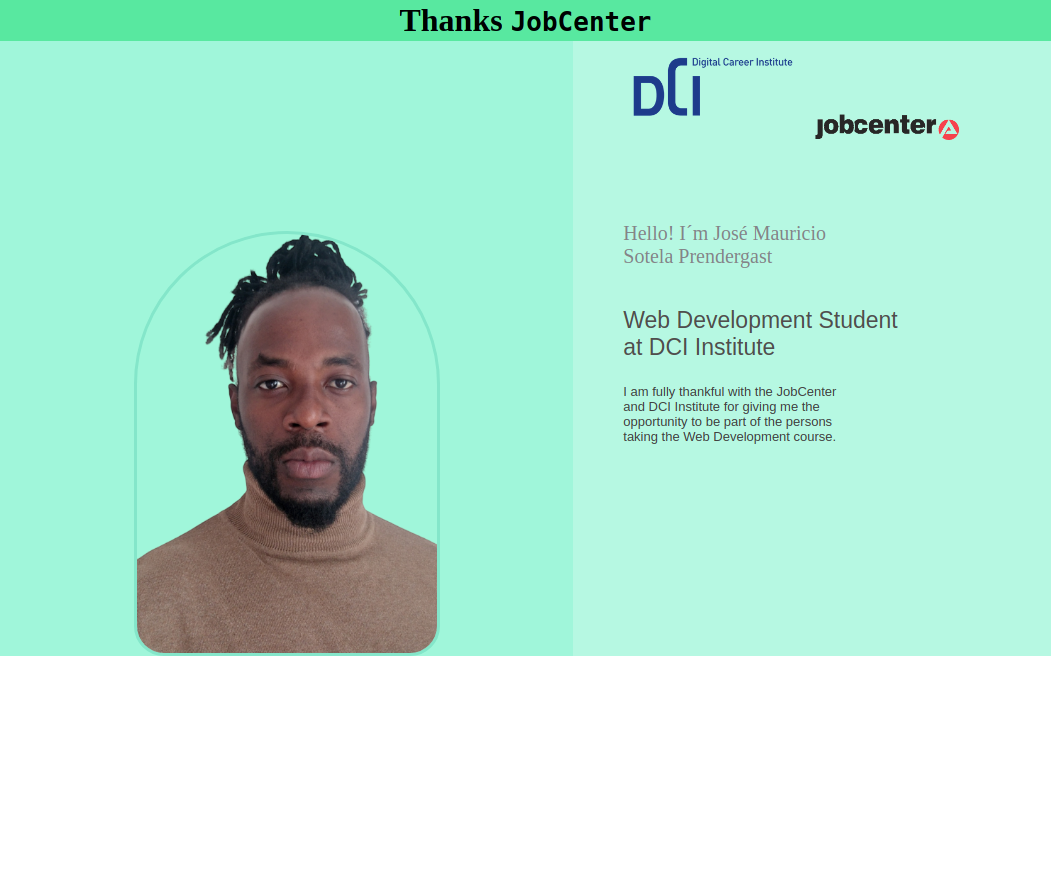 Thanks JobCenter
Digital Career Institute
DCI
jobcenter
Hello! I´m José Mauricio
Sotela Prendergast
Web Development Student
at DCI Institute
I am fully thankful with the JobCenter
and DCI Institute for giving me the
opportunity to be part of the persons
taking the Web Development course.